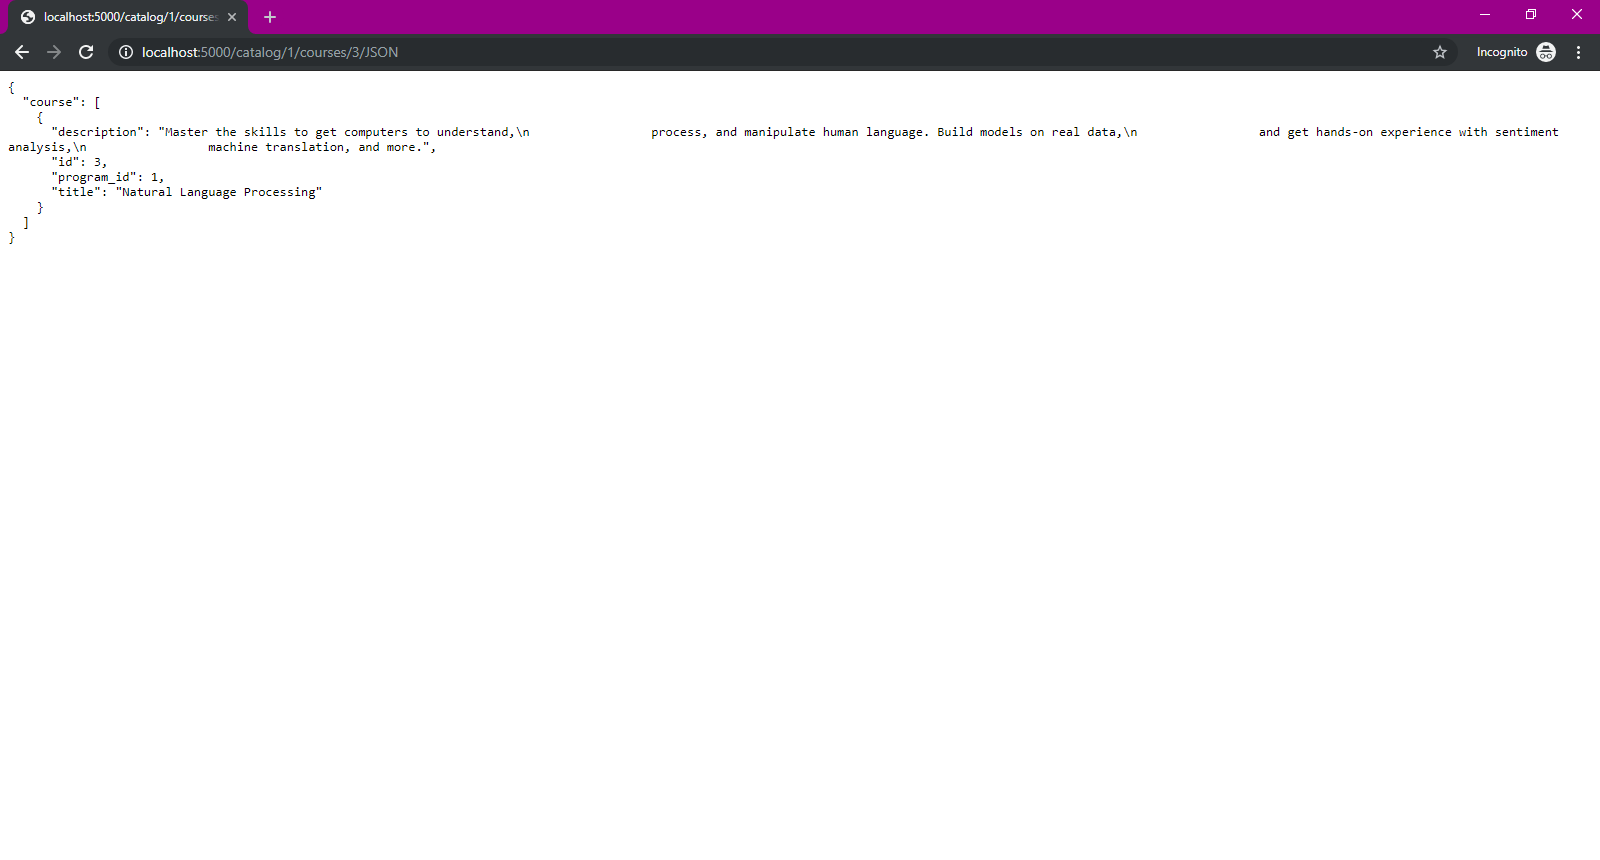 localhost:5000/catalog/1/courses
localhost:5000/catalog/1/courses/3/JSON
Incognito
{
  "course": [
    {
      "description": "Master the skills to get computers to understand,\n                 process, and manipulate human language. Build models on real data,\n                 and get hands-on experience with sentiment
analysis,\n                 machine translation, and more.",
      "id": 3,
      "program_id": 1,
      "title": "Natural Language Processing"
    }
  ]
}